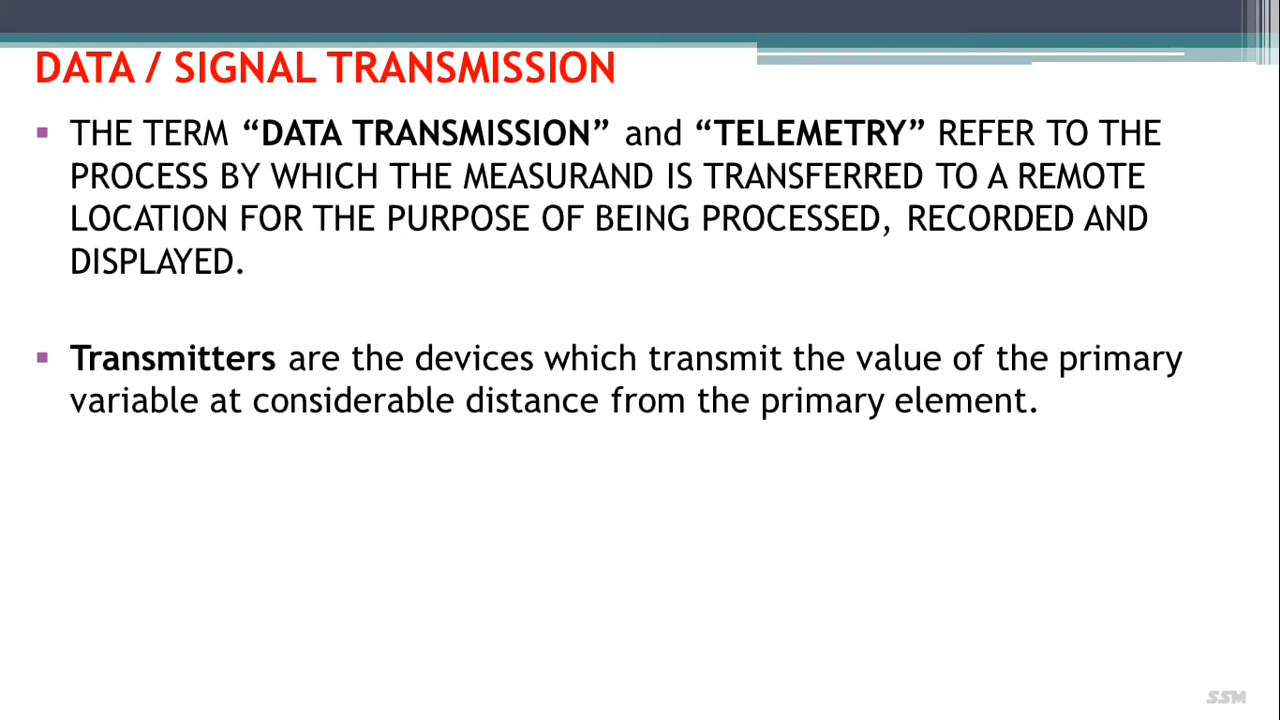 DATA / SIGNAL TRANSMISSION
▪ THE TERM “DATA TRANSMISSION” and “TELEMETRY” REFER TO THE
PROCESS BY WHICH THE MEASURAND IS TRANSFERRED TO A REMOTE
LOCATION FOR THE PURPOSE OF BEING PROCESSED, RECORDED AND
DISPLAYED.
▪ Transmitters are the devices which transmit the value of the primary
variable at considerable distance from the primary element.
SSM